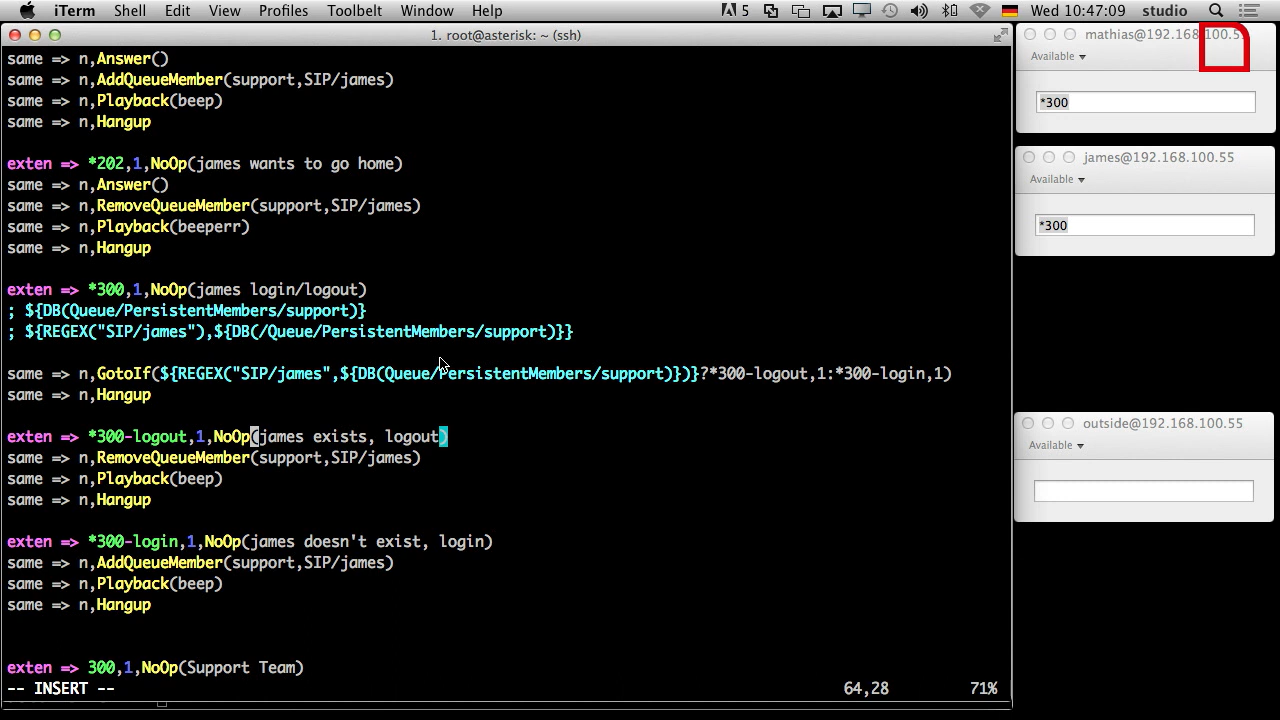 iTerm Shell Edit View Profiles Toolbelt Window Help 5 Wed 10:47:09 studio
1. root@asterisk: ~ (ssh)
same => n,Answer()
same => n,AddQueueMember(support,SIP/james)
same => n,Playback(beep)
same => n,Hangup
exten => *202,1,NoOp(james wants to go home)
same => n,Answer()
same => n,RemoveQueueMember(support,SIP/james)
same => n,Playback(beeperr)
same => n,Hangup
exten => *300,1,NoOp(james login/logout)
; ${DB(Queue/PersistentMembers/support)}
; ${REGEX("SIP/james"),${DB(/Queue/PersistentMembers/support)}}
same => n,GotoIf(${REGEX("SIP/james",${DB(Queue/PersistentMembers/support)})}?*300-logout,1:*300-login,1)
same => n,Hangup
exten => *300-logout,1,NoOp(james exists, logout)
same => n,RemoveQueueMember(support,SIP/james)
same => n,Playback(beep)
same => n,Hangup
exten => *300-login,1,NoOp(james doesn't exist, login)
same => n,AddQueueMember(support,SIP/james)
same => n,Playback(beep)
same => n,Hangup
exten => 300,1,NoOp(Support Team)
-- INSERT -- 64,28 71%
mathias@192.168.100.55
Available
*300
james@192.168.100.55
Available
*300
outside@192.168.100.55
Available